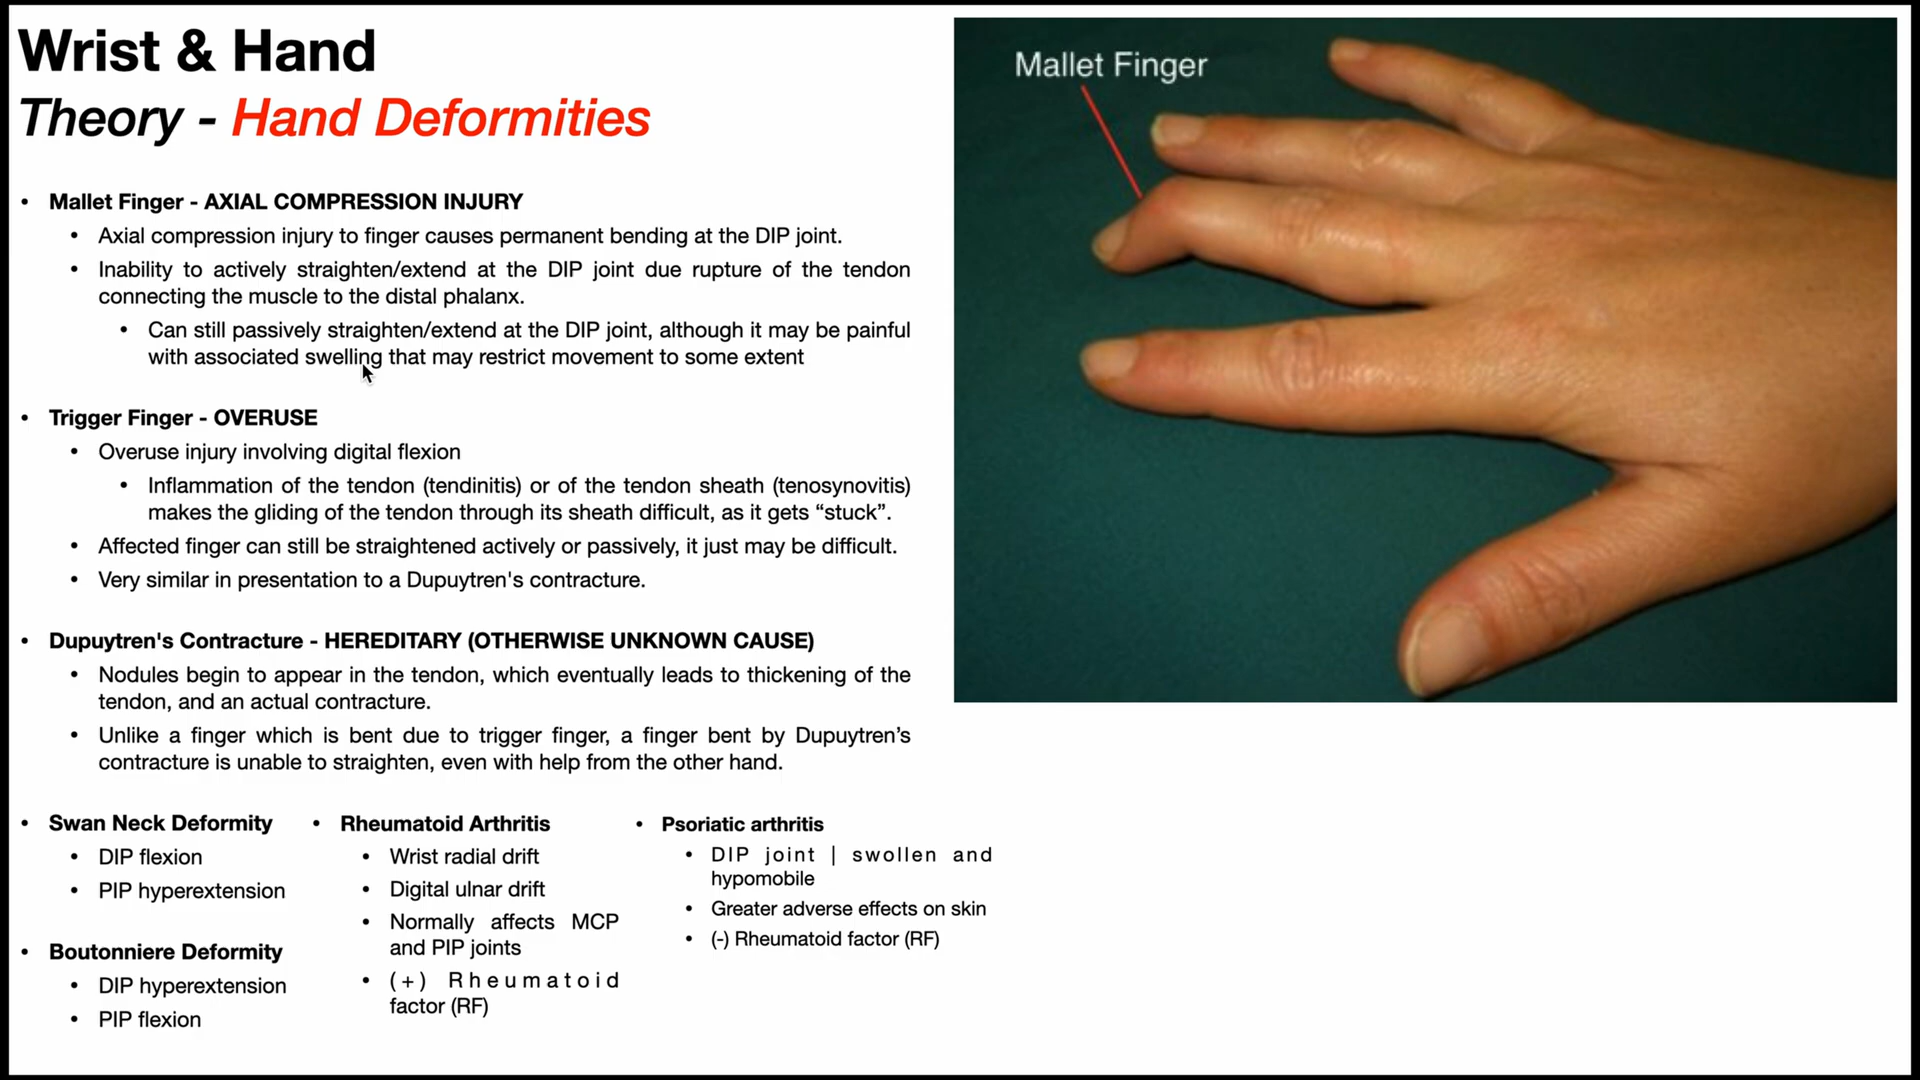 Wrist & Hand
Theory - Hand Deformities
• Mallet Finger - AXIAL COMPRESSION INJURY
• Axial compression injury to finger causes permanent bending at the DIP joint.
• Inability to actively straighten/extend at the DIP joint due rupture of the tendon
connecting the muscle to the distal phalanx.
• Can still passively straighten/extend at the DIP joint, although it may be painful
with associated swelling that may restrict movement to some extent
• Trigger Finger - OVERUSE
• Overuse injury involving digital flexion
• Inflammation of the tendon (tendinitis) or of the tendon sheath (tenosynovitis)
makes the gliding of the tendon through its sheath difficult, as it gets “stuck”.
• Affected finger can still be straightened actively or passively, it just may be difficult.
• Very similar in presentation to a Dupuytren's contracture.
• Dupuytren's Contracture - HEREDITARY (OTHERWISE UNKNOWN CAUSE)
• Nodules begin to appear in the tendon, which eventually leads to thickening of the
tendon, and an actual contracture.
• Unlike a finger which is bent due to trigger finger, a finger bent by Dupuytren’s
contracture is unable to straighten, even with help from the other hand.
• Swan Neck Deformity
• DIP flexion
• PIP hyperextension
• Boutonniere Deformity
• DIP hyperextension
• PIP flexion
• Rheumatoid Arthritis
• Wrist radial drift
• Digital ulnar drift
• Normally affects MCP
and PIP joints
• (+) Rheumatoid
factor (RF)
• Psoriatic arthritis
• DIP joint | swollen and
hypomobile
• Greater adverse effects on skin
• (-) Rheumatoid factor (RF)
Mallet Finger